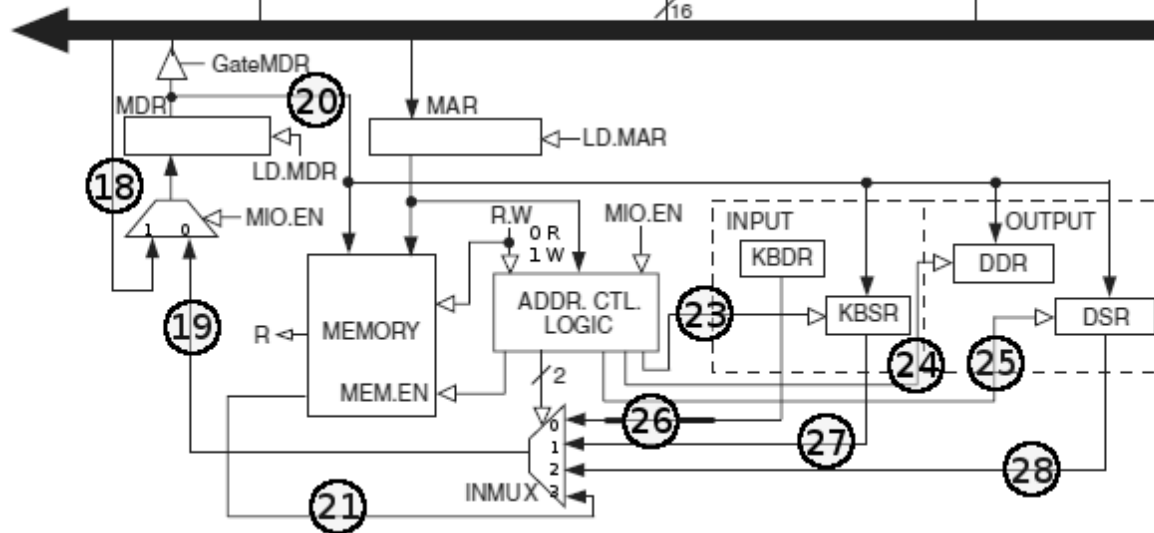 16
GateMDR
MDR
20
MAR
LD.MAR
LD.MDR
18
MIO.EN
1 0
R.W
0 R
1 W
MIO.EN
INPUT
OUTPUT
KBDR
DDR
ADDR. CTL.
LOGIC
23
KBSR
DSR
19
R
MEMORY
24
25
2
MEM.EN
0
26
1
27
2
28
INMUX
3
21